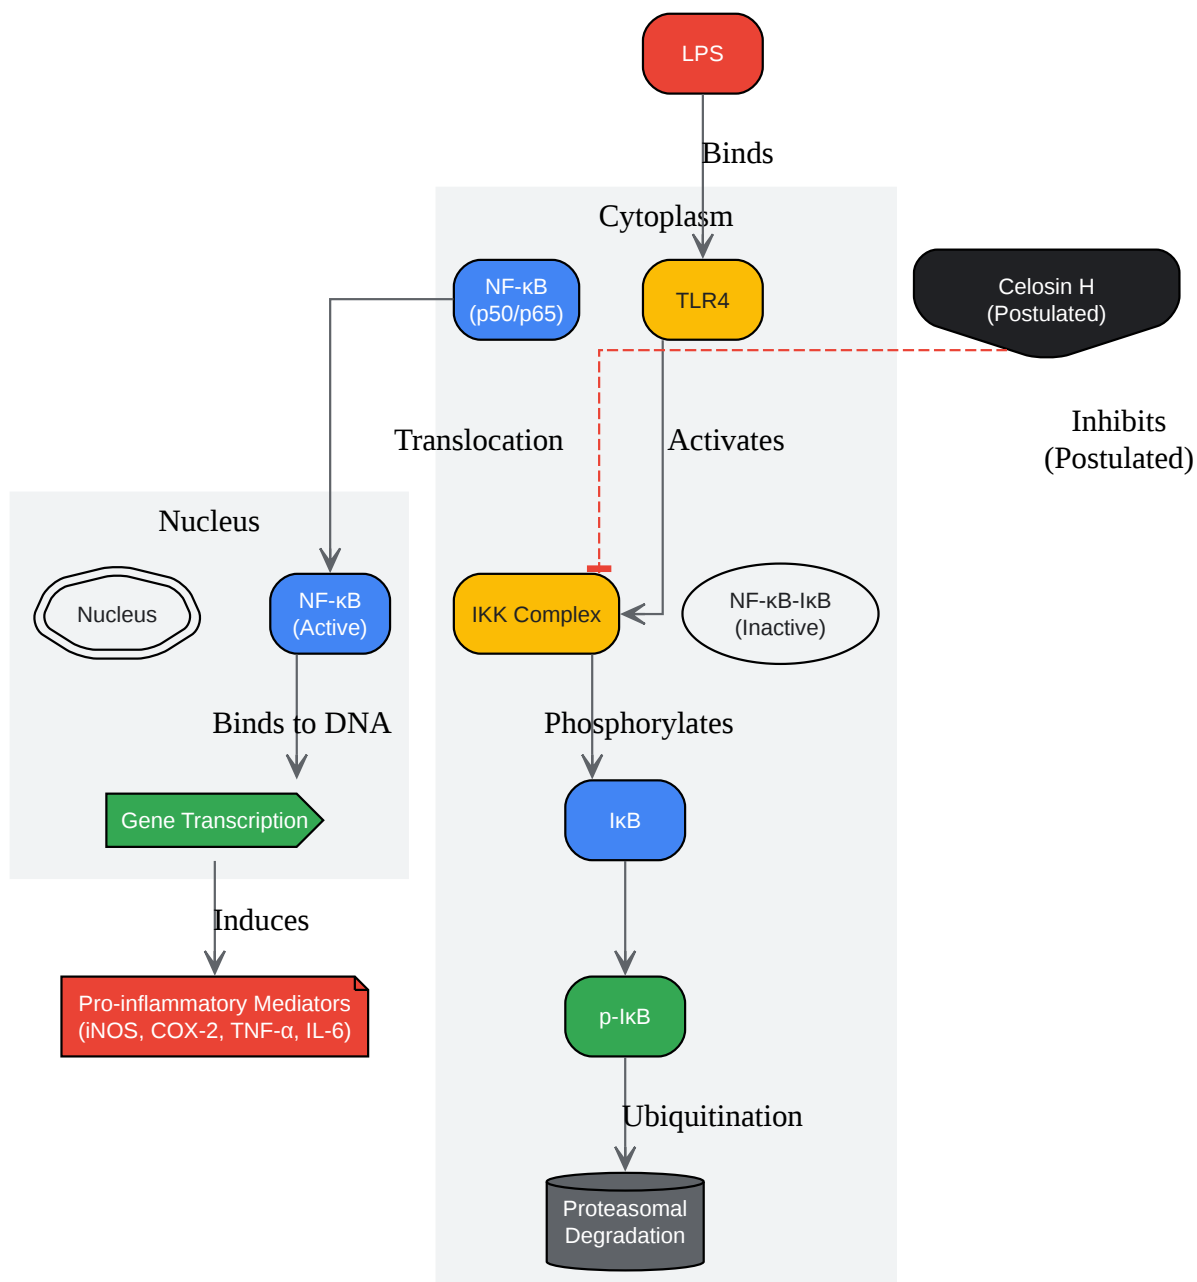 LPS
Binds
Cytoplasm
NF-κB
(p50/p65)
TLR4
Celosin H
(Postulated)
Translocation
Activates
Inhibits
(Postulated)
Nucleus
Nucleus
NF-κB
(Active)
IKK Complex
NF-κB-IκB
(Inactive)
Binds to DNA
Phosphorylates
Gene Transcription
IκB
Induces
Pro-inflammatory Mediators
(iNOS, COX-2, TNF-α, IL-6)
p-IκB
Ubiquitination
Proteasomal
Degradation